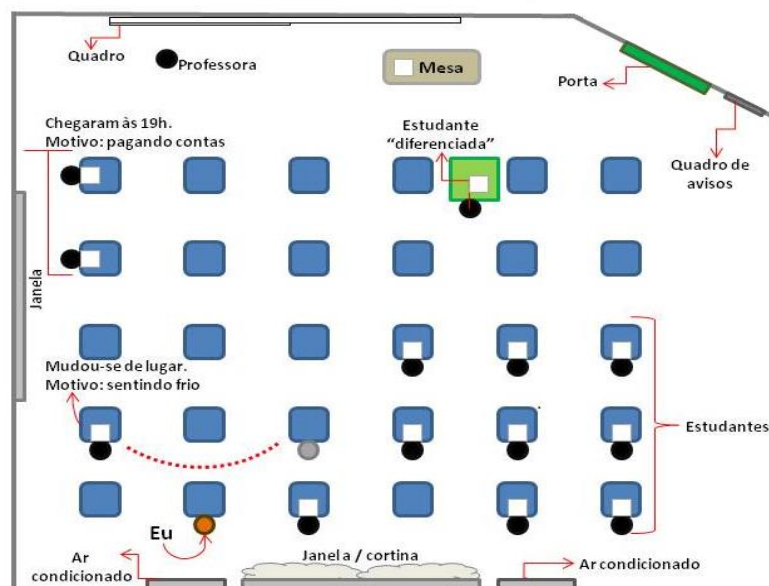 Quadro
Professora
Mesa
Porta
Chegaram às 19h.
Motivo: pagando contas
Estudante
"diferenciada"
Quadro de
avisos
Janela
Mudou-se de lugar.
Motivo: sentindo frio
Estudantes
Eu
Janela / cortina
Ar
condicionado
Ar condicionado